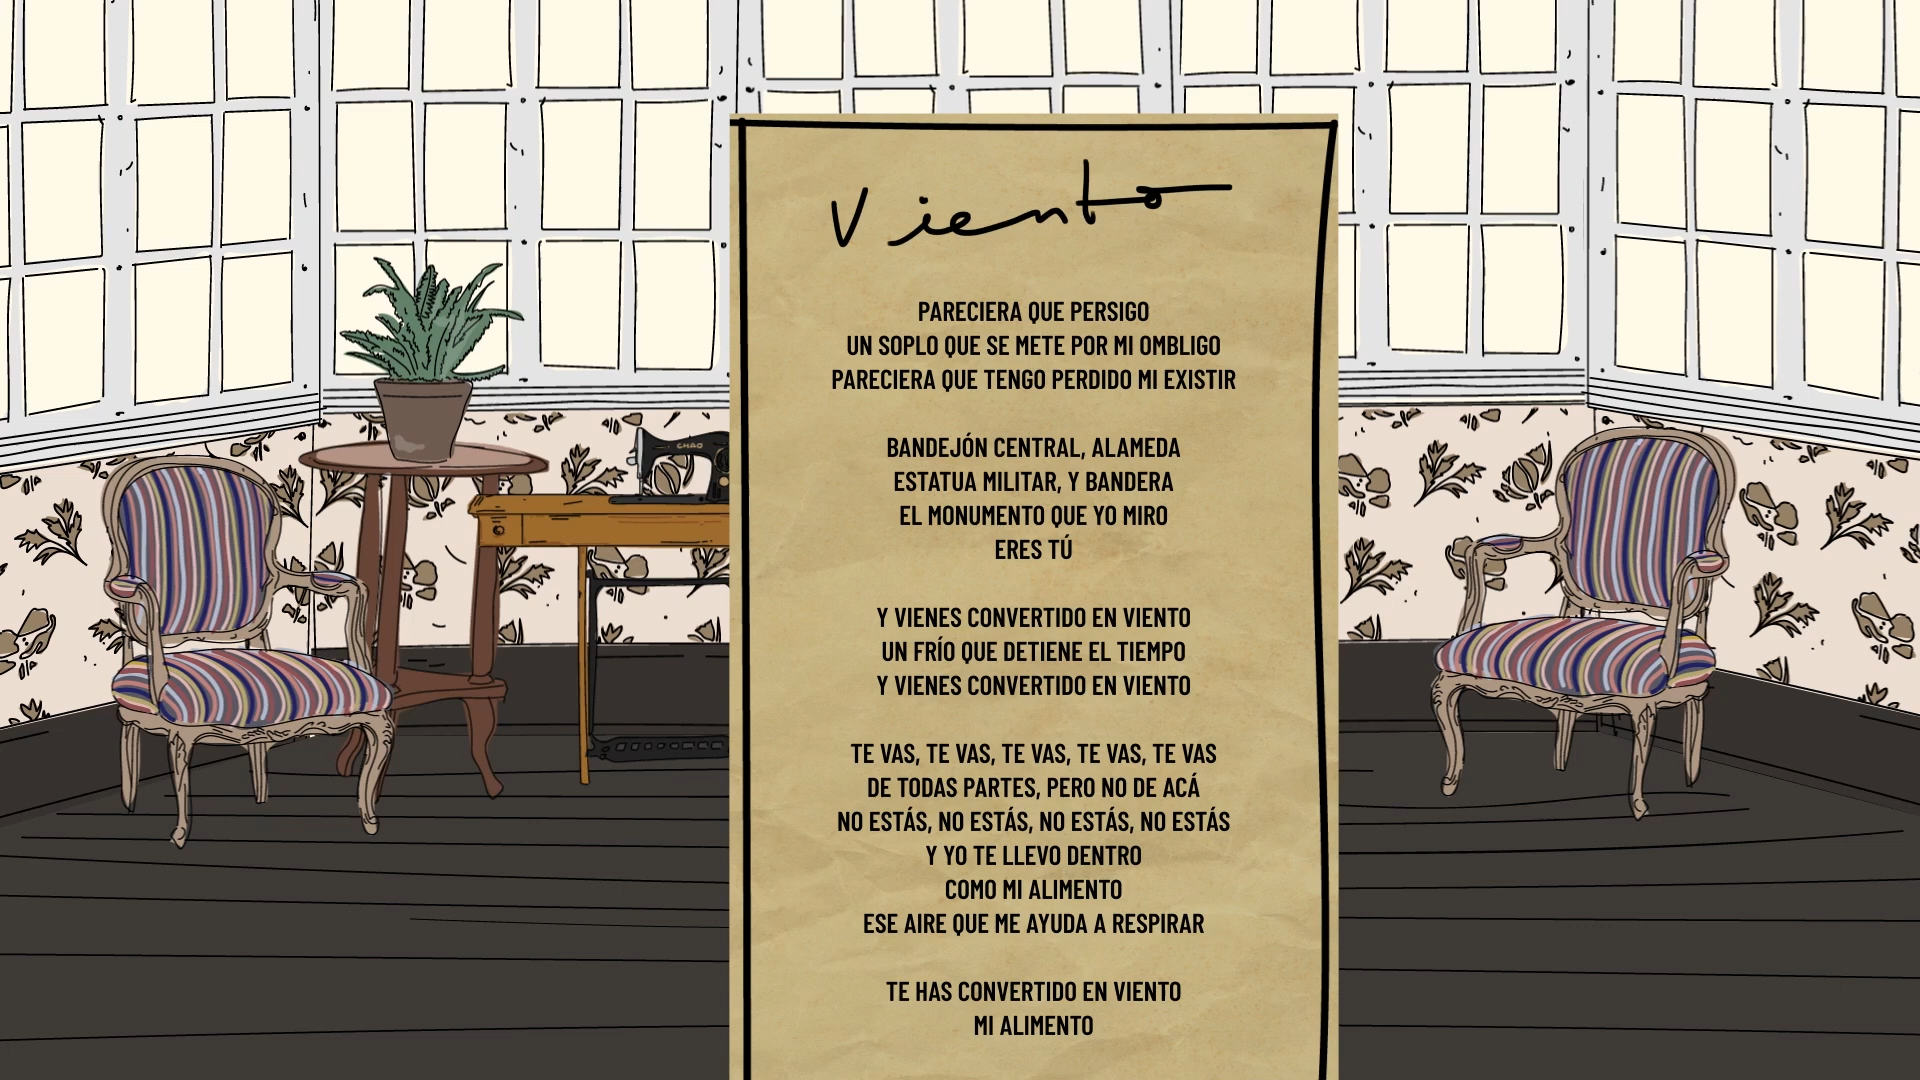 Viento
PARECIERA QUE PERSIGO
UN SOPLO QUE SE METE POR MI OMBLIGO
PARECIERA QUE TENGO PERDIDO MI EXISTIR
BANDEJÓN CENTRAL, ALAMEDA
ESTATUA MILITAR, Y BANDERA
EL MONUMENTO QUE YO MIRO
ERES TÚ
Y VIENES CONVERTIDO EN VIENTO
UN FRÍO QUE DETIENE EL TIEMPO
Y VIENES CONVERTIDO EN VIENTO
TE VAS, TE VAS, TE VAS, TE VAS, TE VAS
DE TODAS PARTES, PERO NO DE ACÁ
NO ESTÁS, NO ESTÁS, NO ESTÁS, NO ESTÁS
Y YO TE LLEVO DENTRO
COMO MI ALIMENTO
ESE AIRE QUE ME AYUDA A RESPIRAR
TE HAS CONVERTIDO EN VIENTO
MI ALIMENTO
CHAO